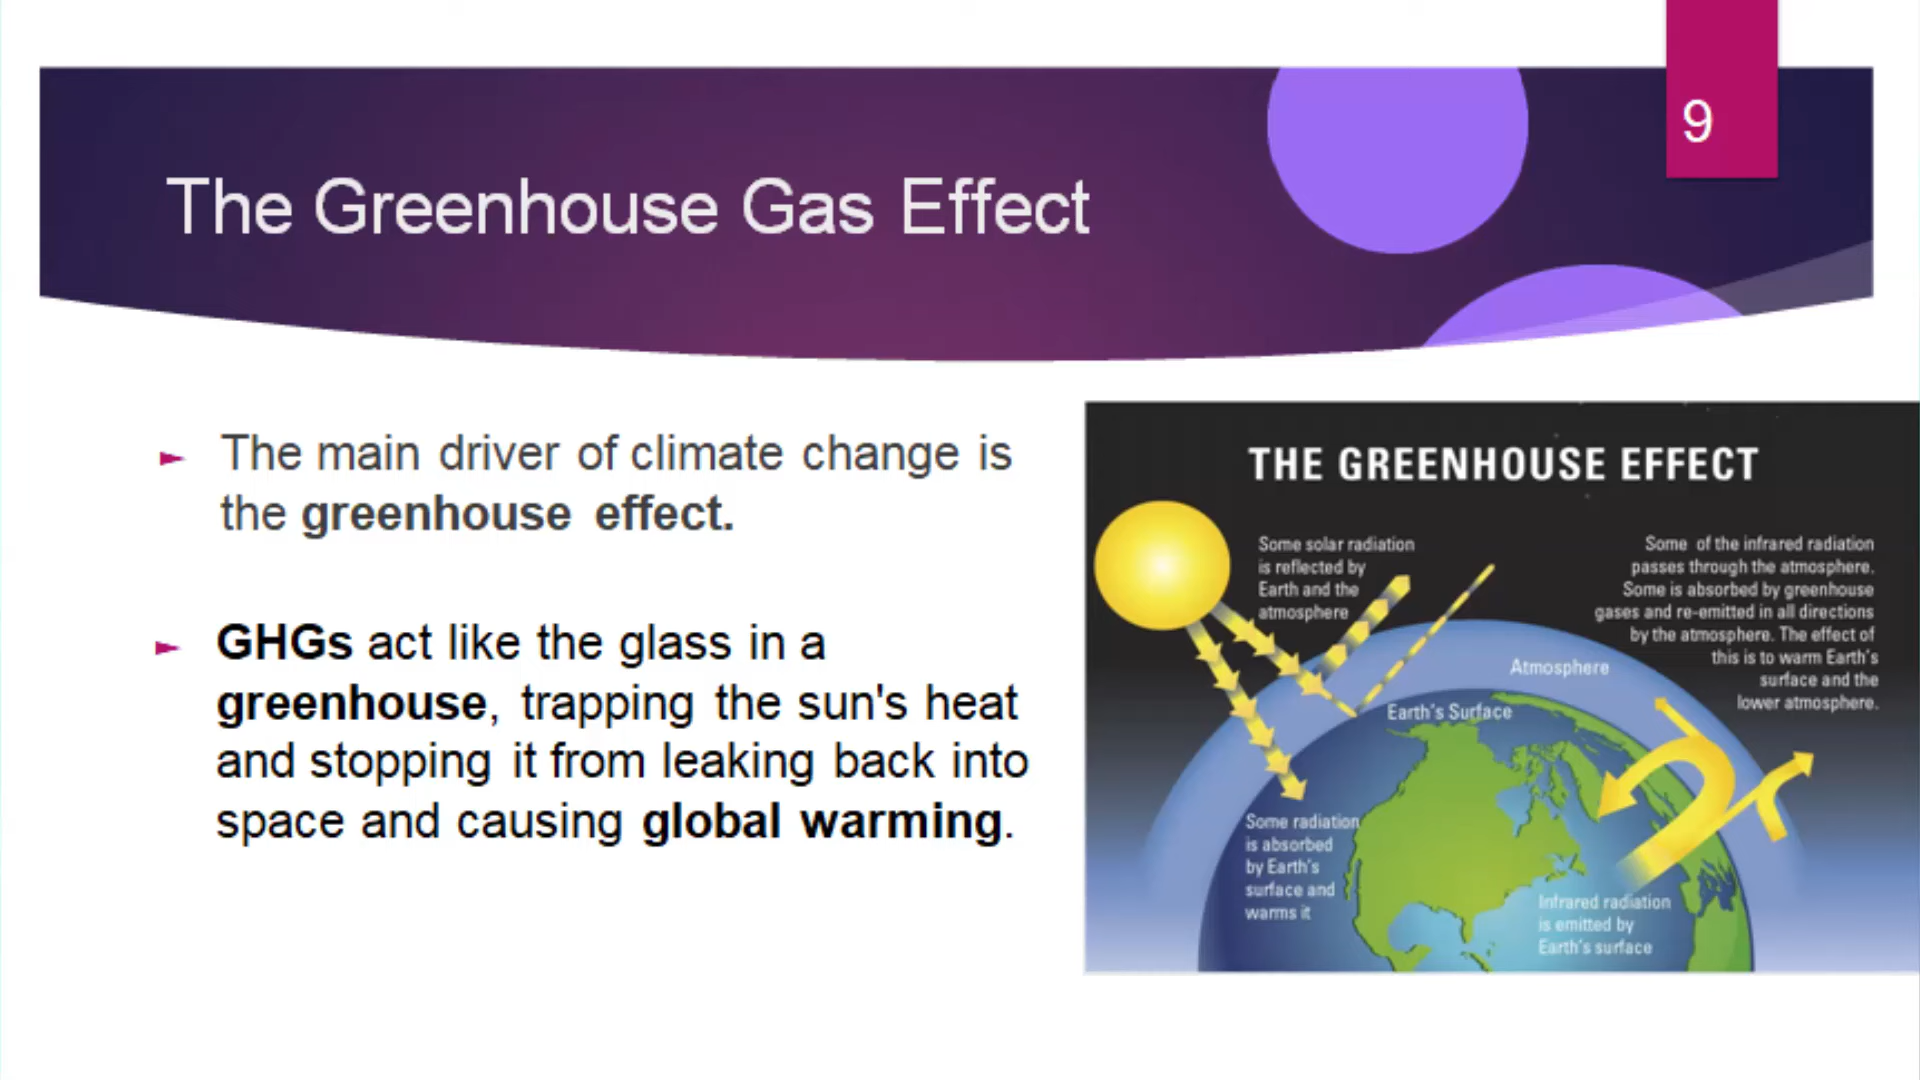 9
The Greenhouse Gas Effect
► The main driver of climate change is
the greenhouse effect.
► GHGs act like the glass in a
greenhouse, trapping the sun's heat
and stopping it from leaking back into
space and causing global warming.
THE GREENHOUSE EFFECT
Some solar radiation
is reflected by
Earth and the
atmosphere
Some of the infrared radiation
passes through the atmosphere.
Some is absorbed by greenhouse
gases and re-emitted in all directions
by the atmosphere. The effect of
this is to warm Earth's
surface and the
lower atmosphere.
Atmosphere
Earth's Surface
Some radiation
is absorbed
by Earth's
surface and
warms it
Infrared radiation
is emitted by
Earth's surface